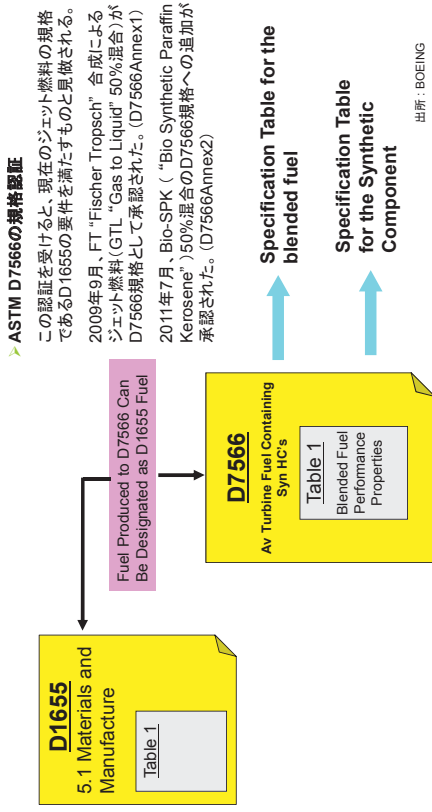 ➤ ASTM D7566の規格認証
この認証を受けると、現在のジェット燃料の規格
であるD1655の要件を満たすものと見做される。
2009年9月、FT “Fischer Tropsch” 合成による
ジェット燃料(GTL “Gas to Liquid” 50%混合)が
D7566規格として承認された。(D7566Annex1)
2011年7月、Bio-SPK ( “Bio Synthetic Paraffin
Kerosene” )50%混合のD7566規格への追加が
承認された。(D7566Annex2)
D1655
5.1 Materials and
Manufacture
Table 1
Fuel Produced to D7566 Can
Be Designated as D1655 Fuel
D7566
Av Turbine Fuel Containing
Syn HC's
Table 1
Blended Fuel
Performance
Properties
Specification Table for the
blended fuel
Specification Table
for the Synthetic
Component
出所：BOEING